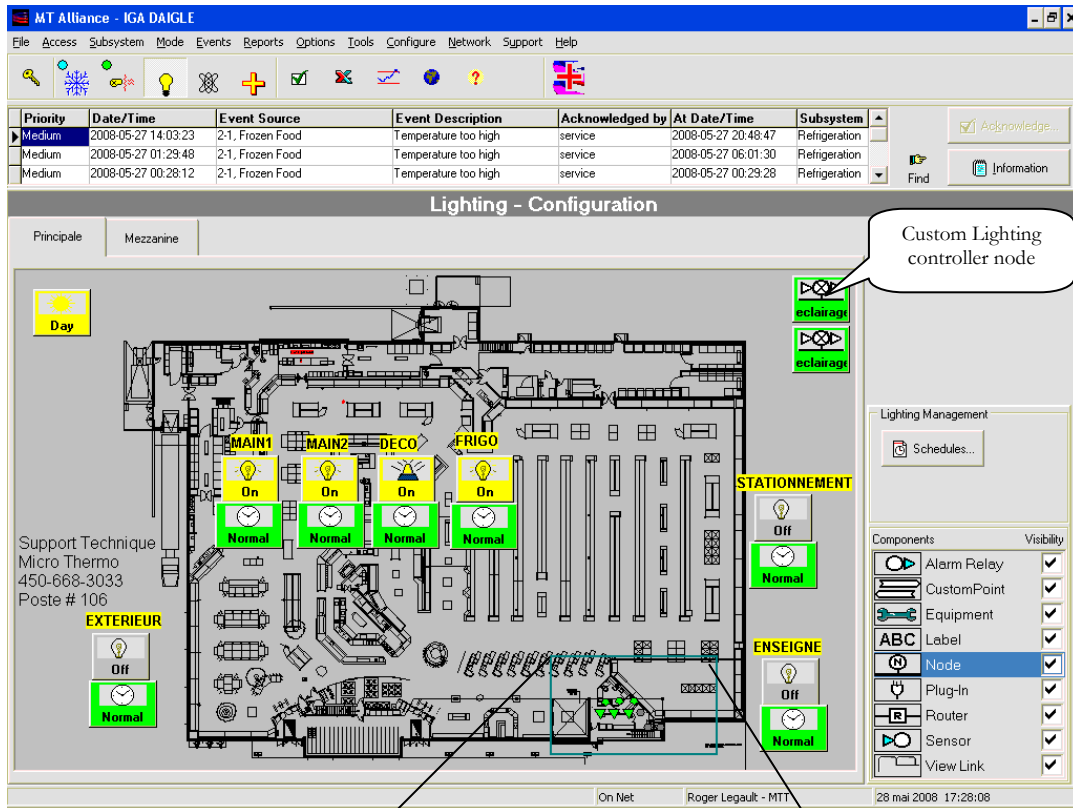 MT Alliance - IGA DAIGLE
File Access Subsystem Mode Events Reports Options Tools Configure Network Support Help
Priority Date/Time Event Source Event Description Acknowledged by At Date/Time Subsystem
Medium 2008-05-27 14:03:23 2-1, Frozen Food Temperature too high service 2008-05-27 20:48:47 Refrigeration
Medium 2008-05-27 01:29:48 2-1, Frozen Food Temperature too high service 2008-05-27 06:01:30 Refrigeration
Medium 2008-05-27 00:28:12 2-1, Frozen Food Temperature too high service 2008-05-27 00:29:28 Refrigeration
Find
Acknowledge...
Information
Lighting - Configuration
Principale Mezzanine
Custom Lighting
controller node
Day
eclairage
eclairage
MAIN1 MAIN2 DECO FRIGO
On On On On
Normal Normal Normal Normal
STATIONNEMENT
Off
Normal
Support Technique
Micro Thermo
450-668-3033
Poste # 106
EXTERIEUR
Off
Normal
ENSEIGNE
Off
Normal
Lighting Management
Schedules...
Components Visibility
Alarm Relay
CustomPoint
Equipment
ABC Label
N Node
Plug-In
R Router
Sensor
View Link
On Net Roger Legault - MTT 28 mai 2008 17:28:08